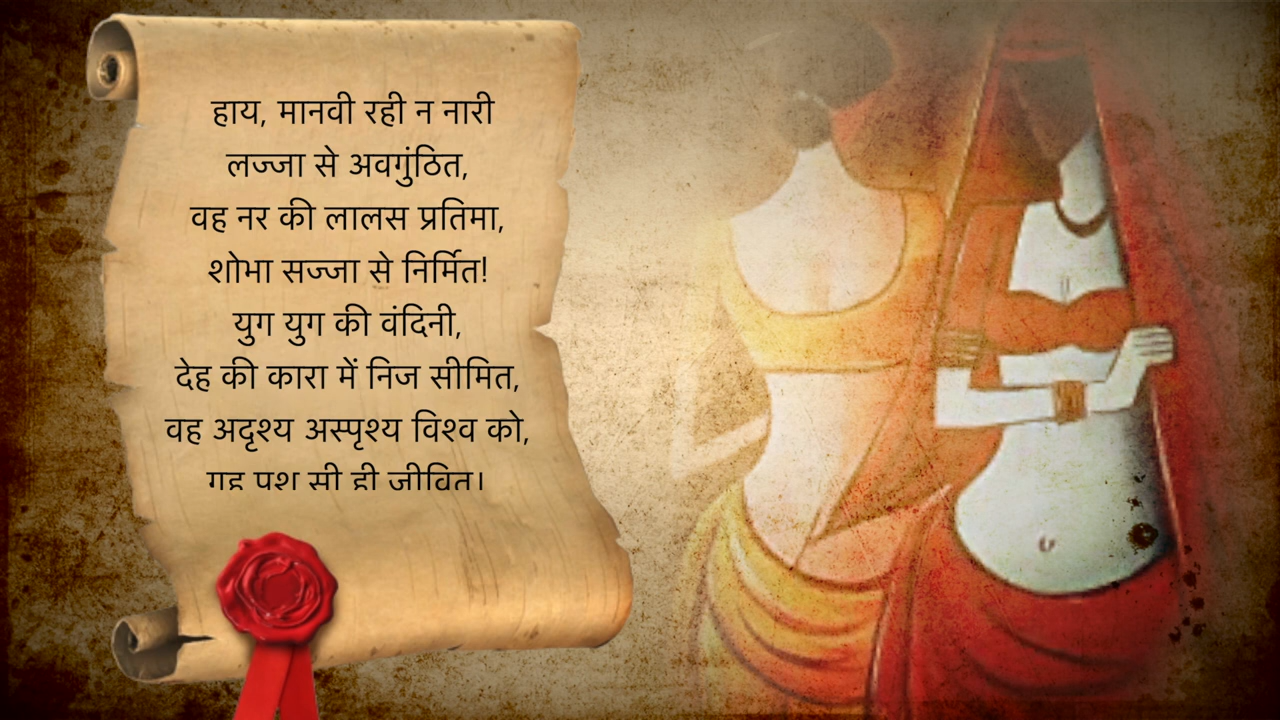 हाय, मानवी रही न नारी
लज्जा से अवगुंठित,
वह नर की लालस प्रतिमा,
शोभा सज्जा से निर्मित!
युग युग की वंदिनी,
देह की कारा में निज सीमित,
वह अदृश्य अस्पृश्य विश्व को,
गृह पशु सी ही जीवित।